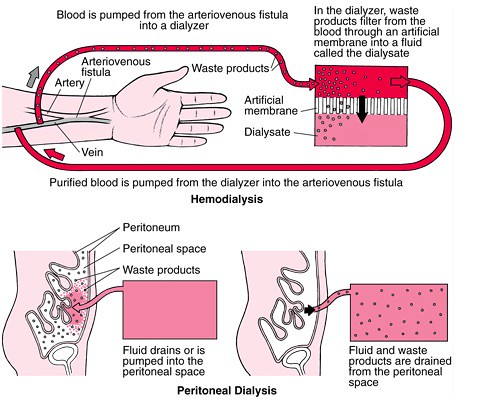 Blood is pumped from the arteriovenous fistula
into a dialyzer
In the dialyzer, waste
products filter from the
blood through an artificial
membrane into a fluid
called the dialysate
Arteriovenous
fistula
Artery
Waste products
Artificial
membrane
Dialysate
Vein
Purified blood is pumped from the dialyzer into the arteriovenous fistula
Hemodialysis
Peritoneum
Peritoneal space
Waste products
Fluid drains or is
pumped into the
peritoneal space
Fluid and waste
products are drained
from the peritoneal
space
Peritoneal Dialysis